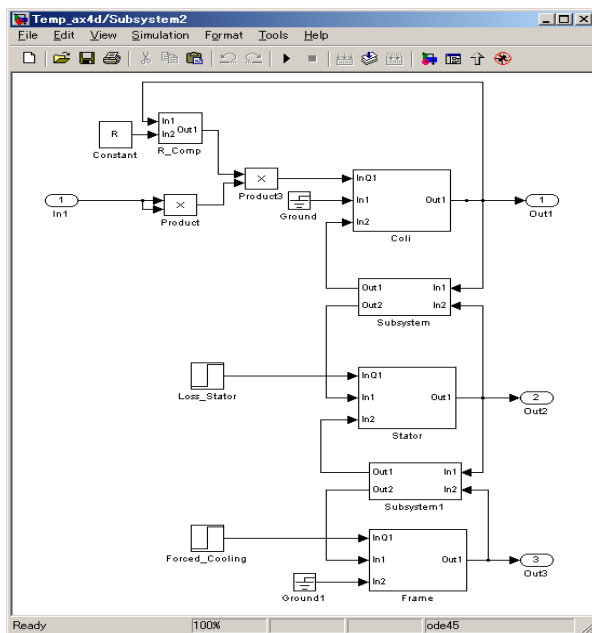 Temp_ax4d/Subsystem2
File Edit View Simulation Format Tools Help
In1
In2
Out1
R_Comp
R
Constant
1
In1
×
Product
×
Product3
Ground
InQ1
In1
In2
Out1
Coli
1
Out1
Out1
Out2
In1
In2
Subsystem
Loss_Stator
InQ1
In1
In2
Out1
Stator
2
Out2
Out1
Out2
In1
In2
Subsystem1
Forced_Cooling
InQ1
In1
In2
Out1
Frame
3
Out3
Ground1
Ready 100% ode45